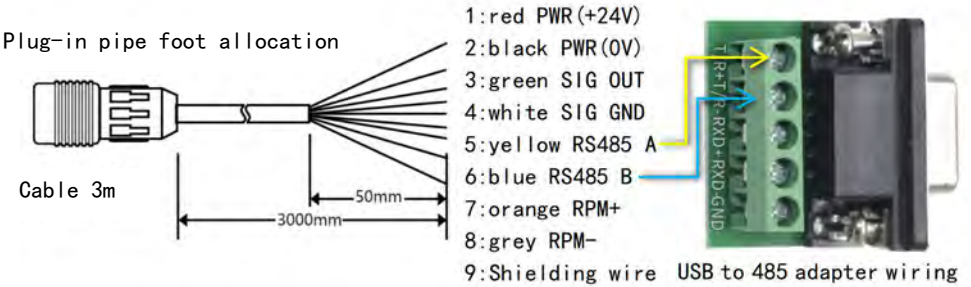 Plug-in pipe foot allocation
Cable 3m
50mm
3000mm
1:red PWR(+24V)
2:black PWR(0V)
3:green SIG OUT
4:white SIG GND
5:yellow RS485 A
6:blue RS485 B
7:orange RPM+
8:grey RPM-
9:Shielding wire
T/R+T/R-RXD+RXD-GND
USB to 485 adapter wiring